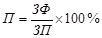 П = ЗФ / ЗП × 100 %